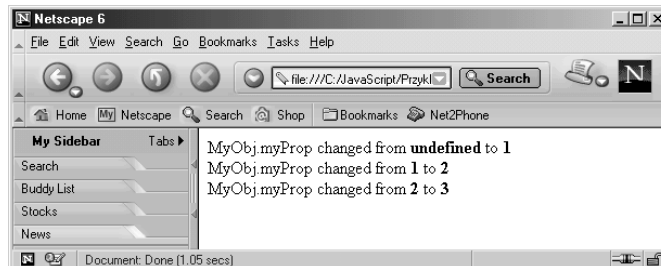 N Netscape 6
File Edit View Search Go Bookmarks Tasks Help
file:///C:/JavaScript/Przykl Search N
Home My Netscape Search Shop Bookmarks Net2Phone
My Sidebar Tabs
Search
Buddy List
Stocks
News
MyObj.myProp changed from undefined to 1
MyObj.myProp changed from 1 to 2
MyObj.myProp changed from 2 to 3
N Document: Done (1.05 secs)